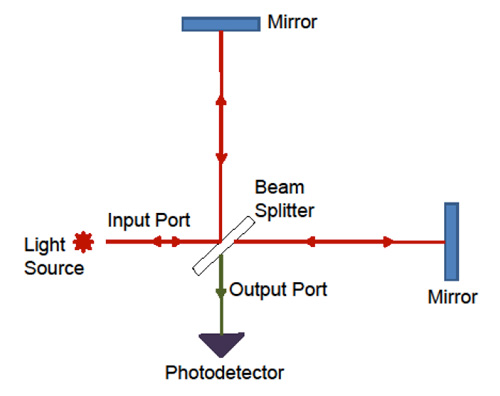 Mirror
Beam
Splitter
Input Port
Light
Source
Output Port
Mirror
Photodetector